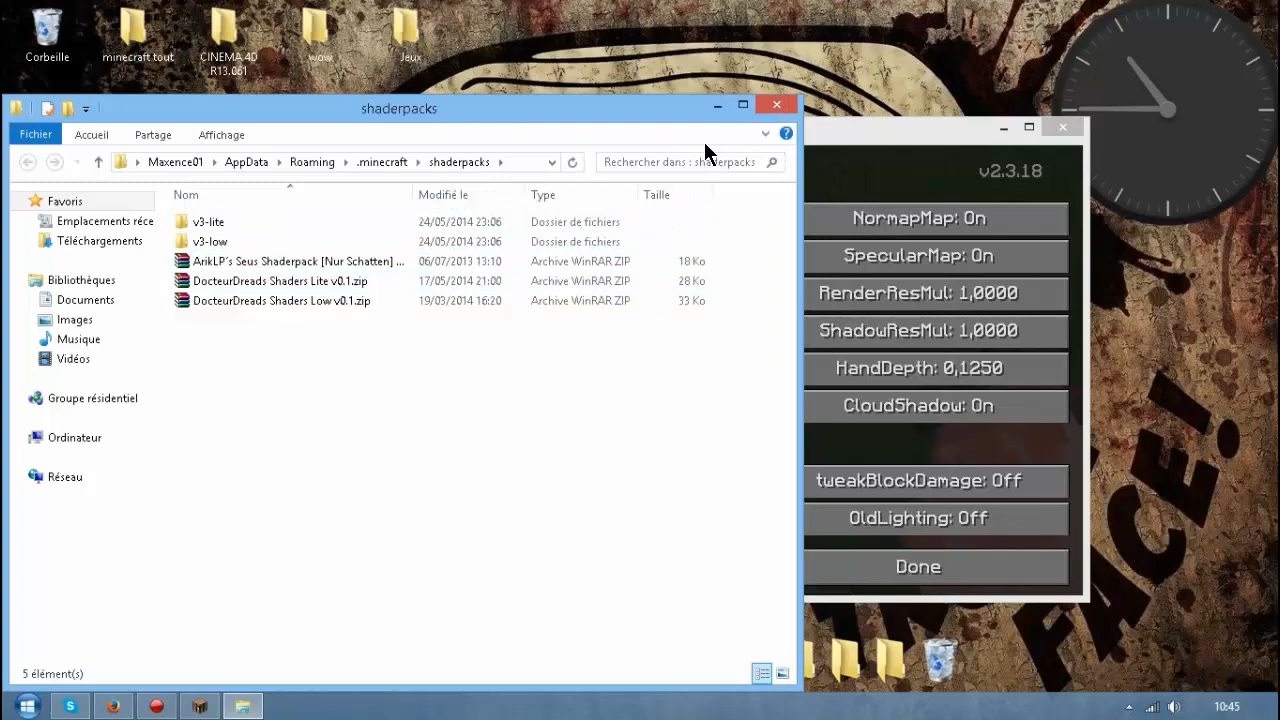 Corbeille
minecraft tout
CINEMA 4D
R13.061
wow
Jeux
shaderpacks
Fichier
Accueil
Partage
Affichage
Maxence01
AppData
Roaming
.minecraft
shaderpacks
Rechercher dans : shaderpacks
Nom
Modifié le
Type
Taille
v3-lite 24/05/2014 23:06 Dossier de fichiers
v3-low 24/05/2014 23:06 Dossier de fichiers
ArikLP´s Seus Shaderpack [Nur Schatten] ... 06/07/2013 13:10 Archive WinRAR ZIP 18 Ko
DocteurDreads Shaders Lite v0.1.zip 17/05/2014 21:00 Archive WinRAR ZIP 28 Ko
DocteurDreads Shaders Low v0.1.zip 19/03/2014 16:20 Archive WinRAR ZIP 33 Ko
Favoris
Emplacements réce
Téléchargements
Bibliothèques
Documents
Images
Musique
Vidéos
Groupe résidentiel
Ordinateur
Réseau
5 élément(s)
v2.3.18
NormapMap: On
SpecularMap: On
RenderResMul: 1,0000
ShadowResMul: 1,0000
HandDepth: 0,1250
CloudShadow: On
tweakBlockDamage: Off
OldLighting: Off
Done
FACE!
10:45